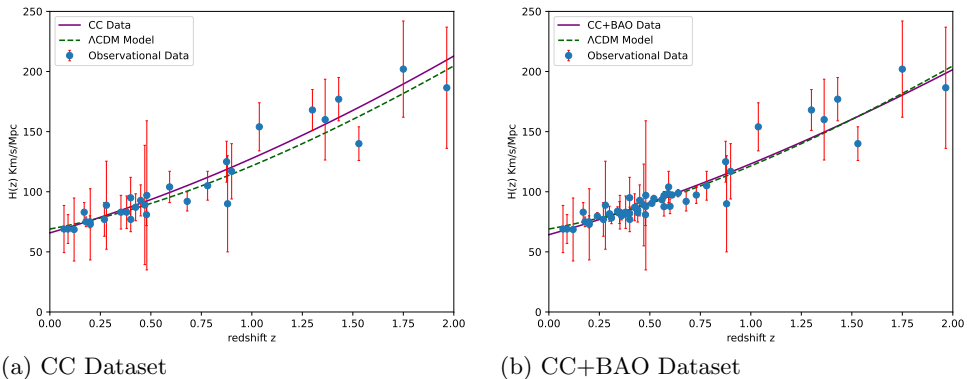 250
200
150
100
50
0
H(z) Km/s/Mpc
CC Data
ΛCDM Model
Observational Data
0.00 0.25 0.50 0.75 1.00 1.25 1.50 1.75 2.00
redshift z
(a) CC Dataset
250
200
150
100
50
0
H(z) Km/s/Mpc
CC+BAO Data
ΛCDM Model
Observational Data
0.00 0.25 0.50 0.75 1.00 1.25 1.50 1.75 2.00
redshift z
(b) CC+BAO Dataset